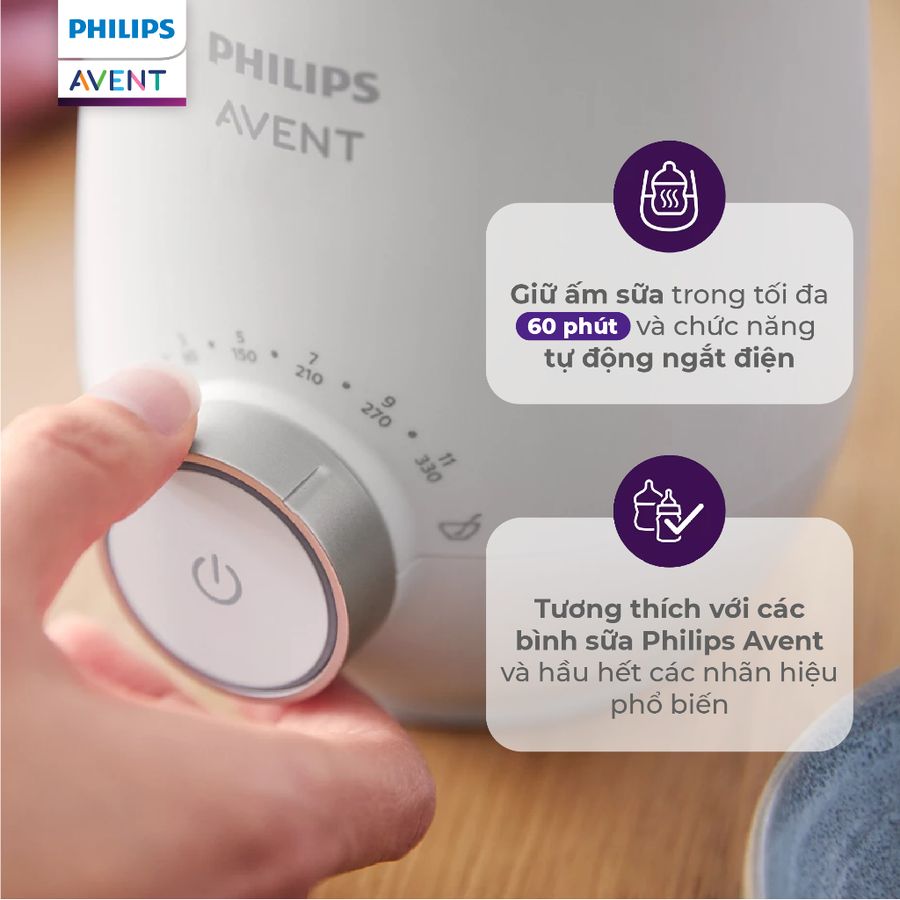 PHILIPS
AVENT
PHILIPS
AVENT
5
150
7
210
9
270
11
330
Giữ ấm sữa trong tối đa
60 phút và chức năng
tự động ngắt điện
Tương thích với các
bình sữa Philips Avent
và hầu hết các nhãn hiệu
phổ biến